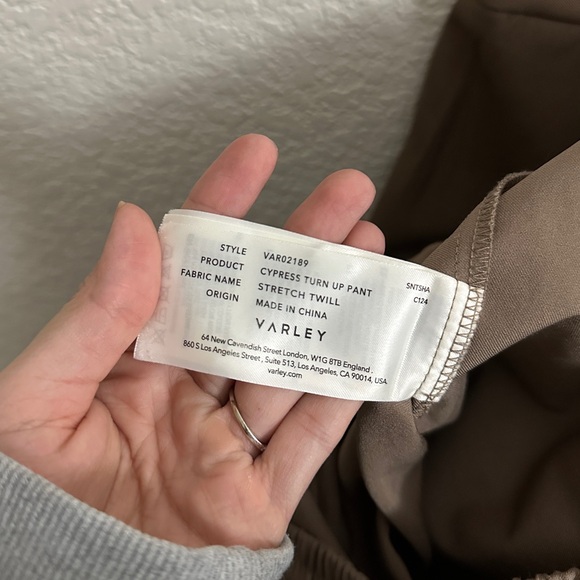 STYLE VAR02189
PRODUCT CYPRESS TURN UP PANT
FABRIC NAME STRETCH TWILL
ORIGIN MADE IN CHINA
SNTSHA
C124
VARLEY
64 New Cavendish Street London, W1G 8TB England .
860 S Los Angeles Street , Suite 513, Los Angeles, CA 90014, USA
varley.com